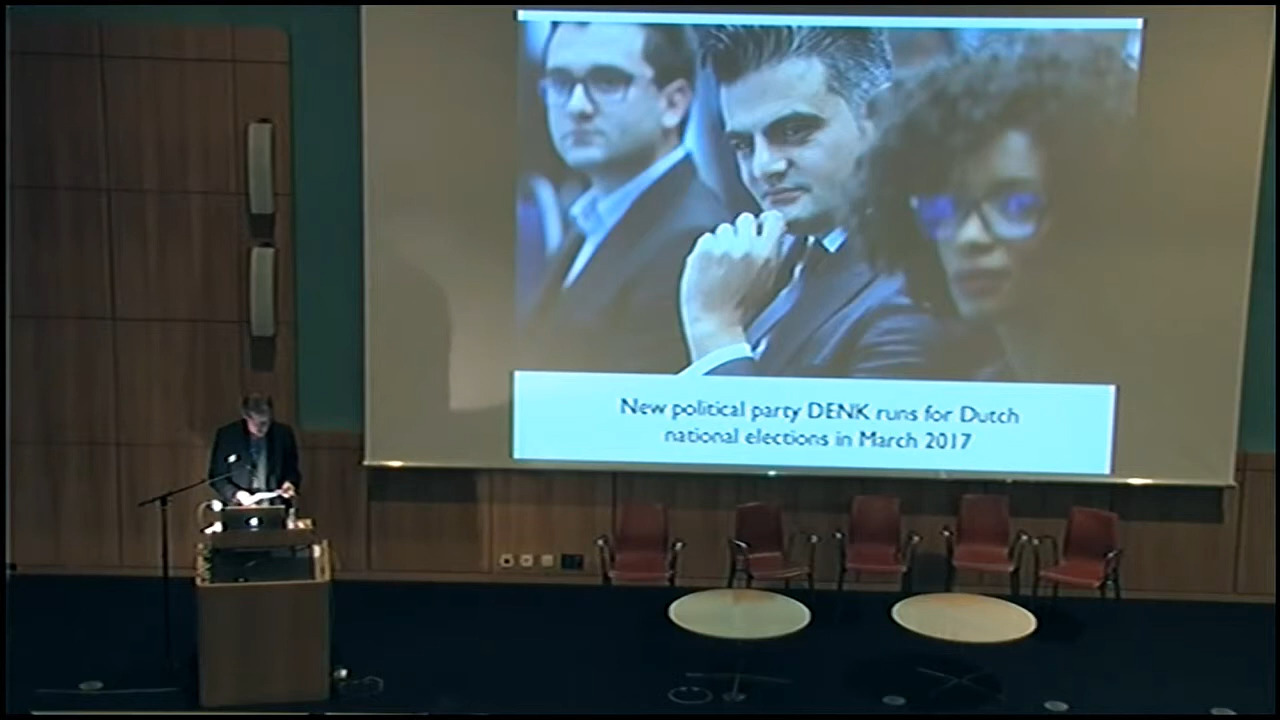 New political party DENK runs for Dutch
national elections in March 2017